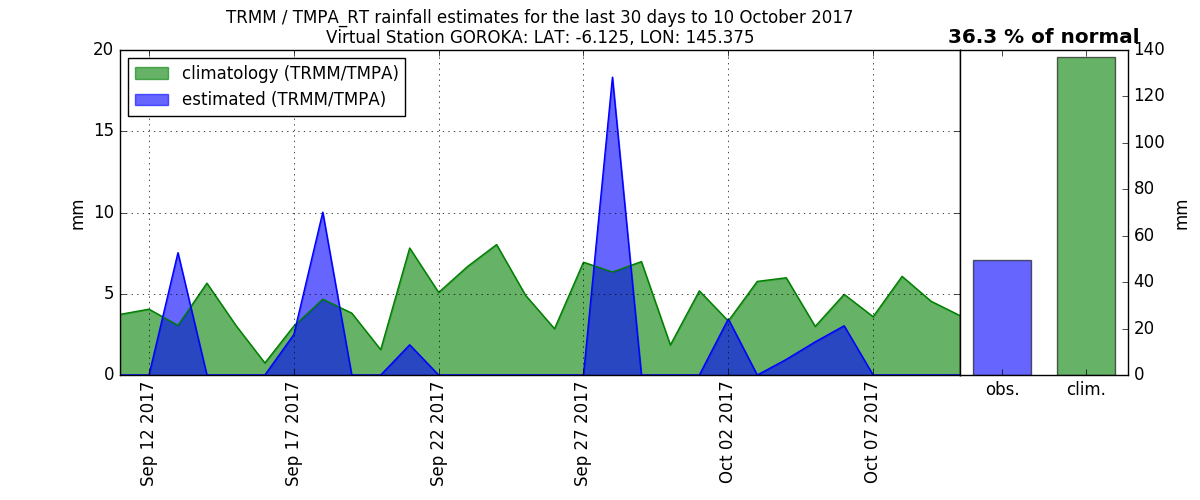 TRMM / TMPA_RT rainfall estimates for the last 30 days to 10 October 2017
Virtual Station GOROKA: LAT: -6.125, LON: 145.375
36.3 % of normal
climatology (TRMM/TMPA)
estimated (TRMM/TMPA)
mm
20
15
10
5
0
Sep 12 2017
Sep 17 2017
Sep 22 2017
Sep 27 2017
Oct 02 2017
Oct 07 2017
140
120
100
80
60
40
20
0
mm
obs.
clim.